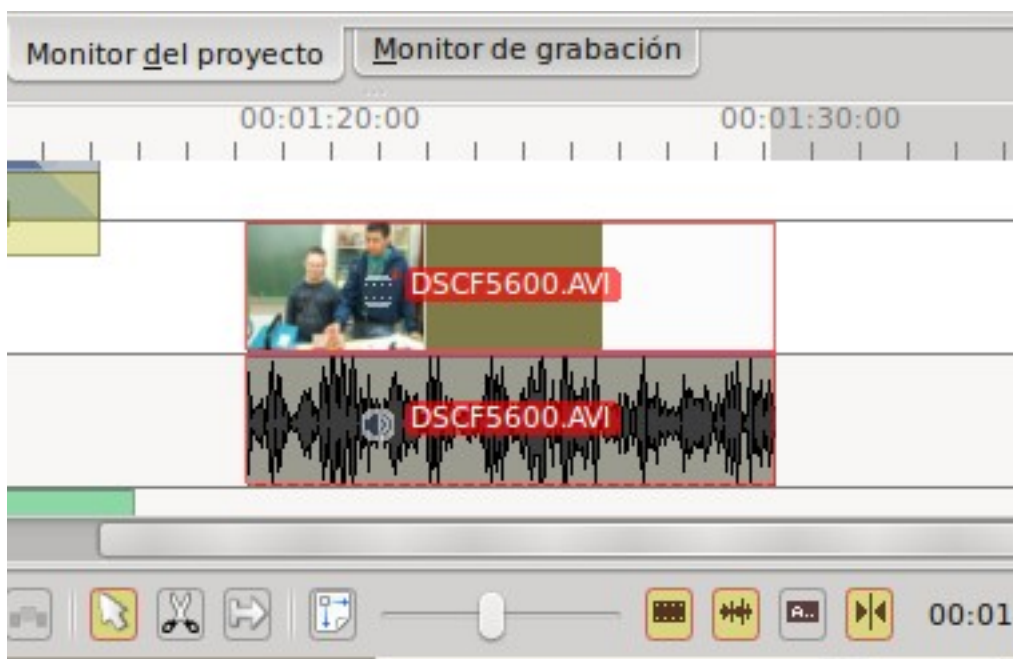 Monitor del proyecto Monitor de grabación
00:01:20:00 00:01:30:00
DSCF5600.AVI
DSCF5600.AVI
A..
00:01